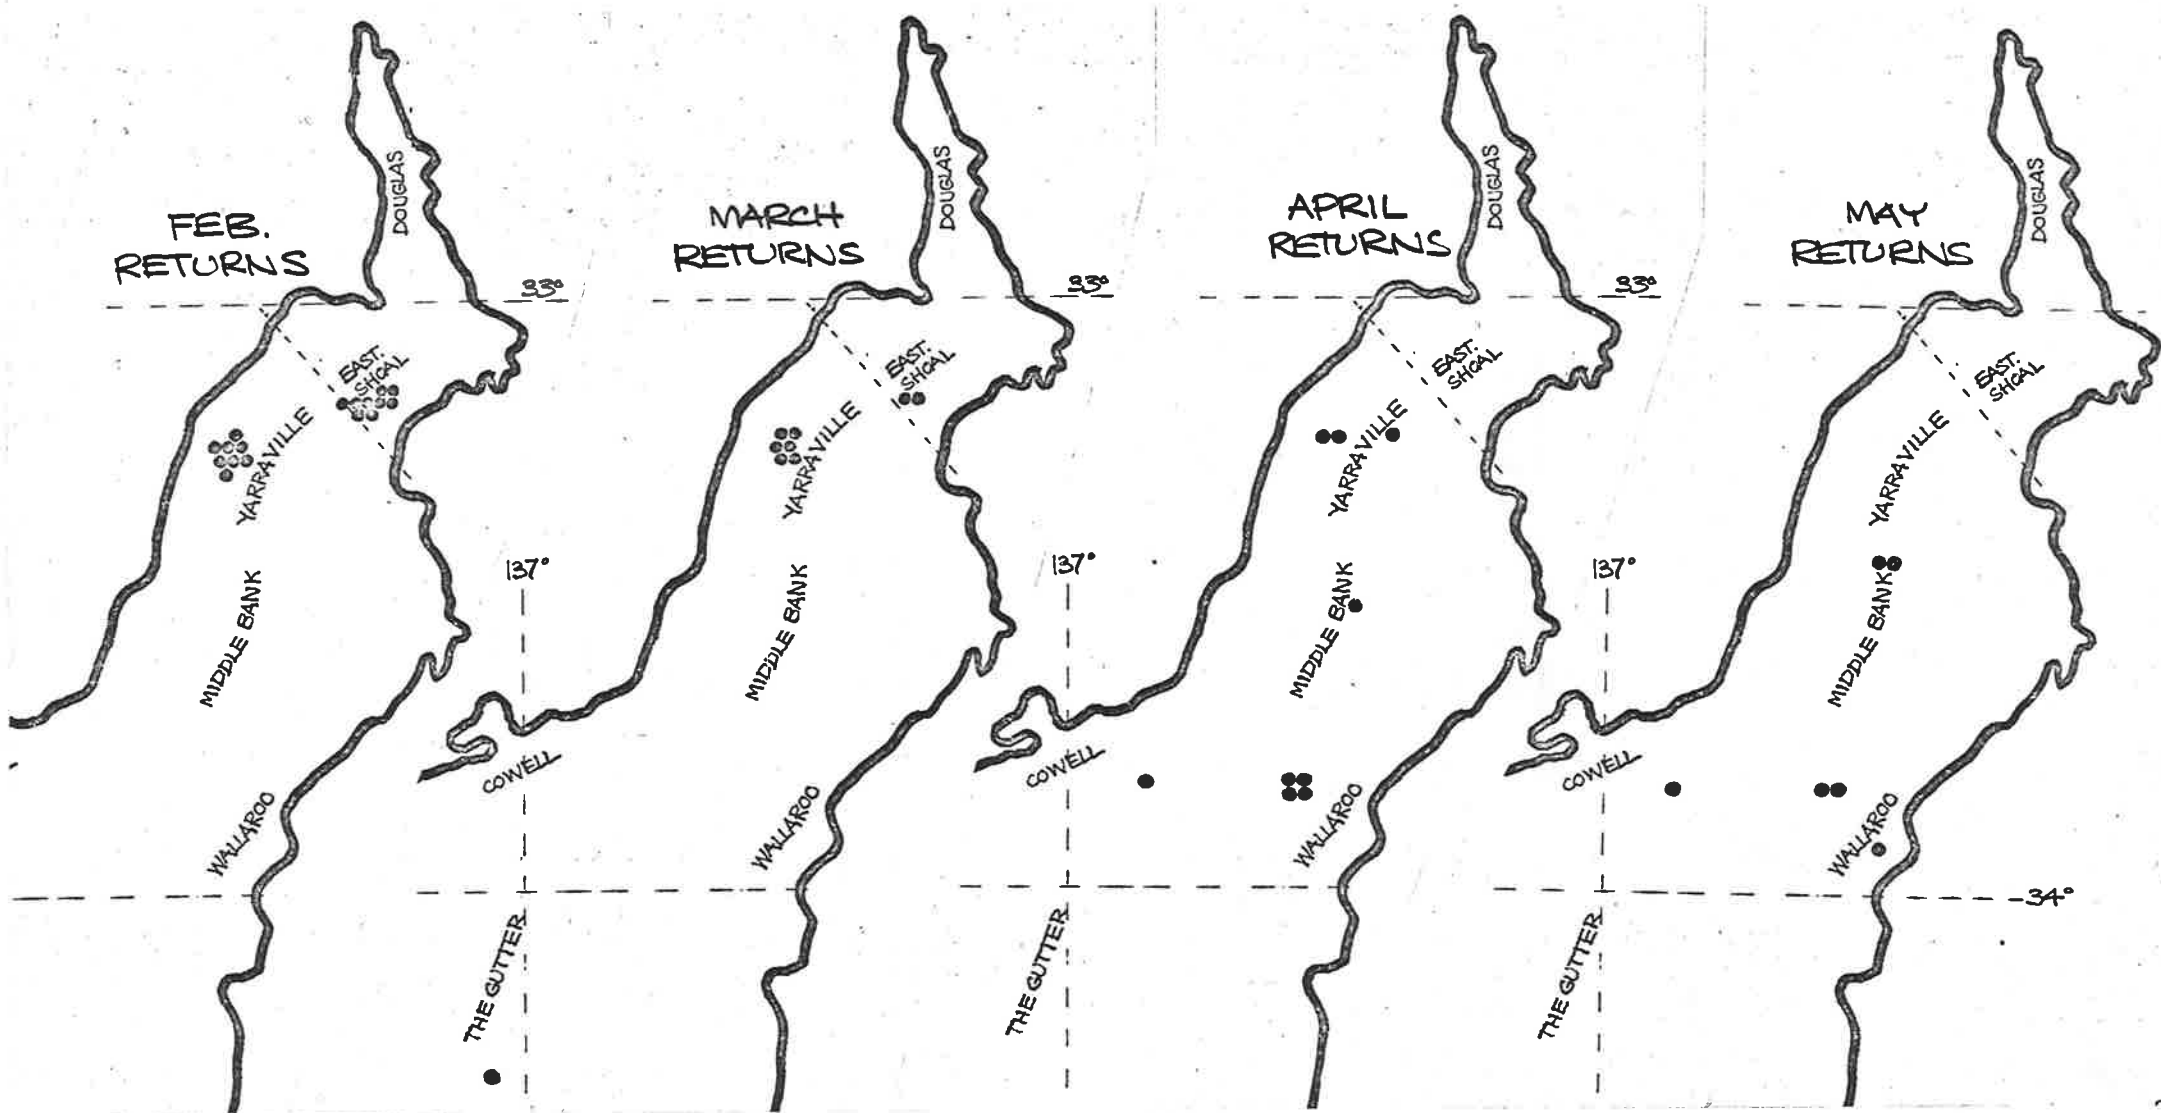 FEB.
RETURNS
DOUGLAS
33°
EAST.
SHOAL
YARRAVILLE
137°
MIDDLE BANK
COWELL
WALLAROO
THE GUTTER
MARCH
RETURNS
DOUGLAS
33°
EAST.
SHOAL
YARRAVILLE
137°
MIDDLE BANK
COWELL
WALLAROO
THE GUTTER
APRIL
RETURNS
DOUGLAS
33°
EAST.
SHOAL
YARRAVILLE
137°
MIDDLE BANK
COWELL
WALLAROO
THE GUTTER
MAY
RETURNS
DOUGLAS
EAST.
SHOAL
YARRAVILLE
MIDDLE BANK
WALLAROO
34°